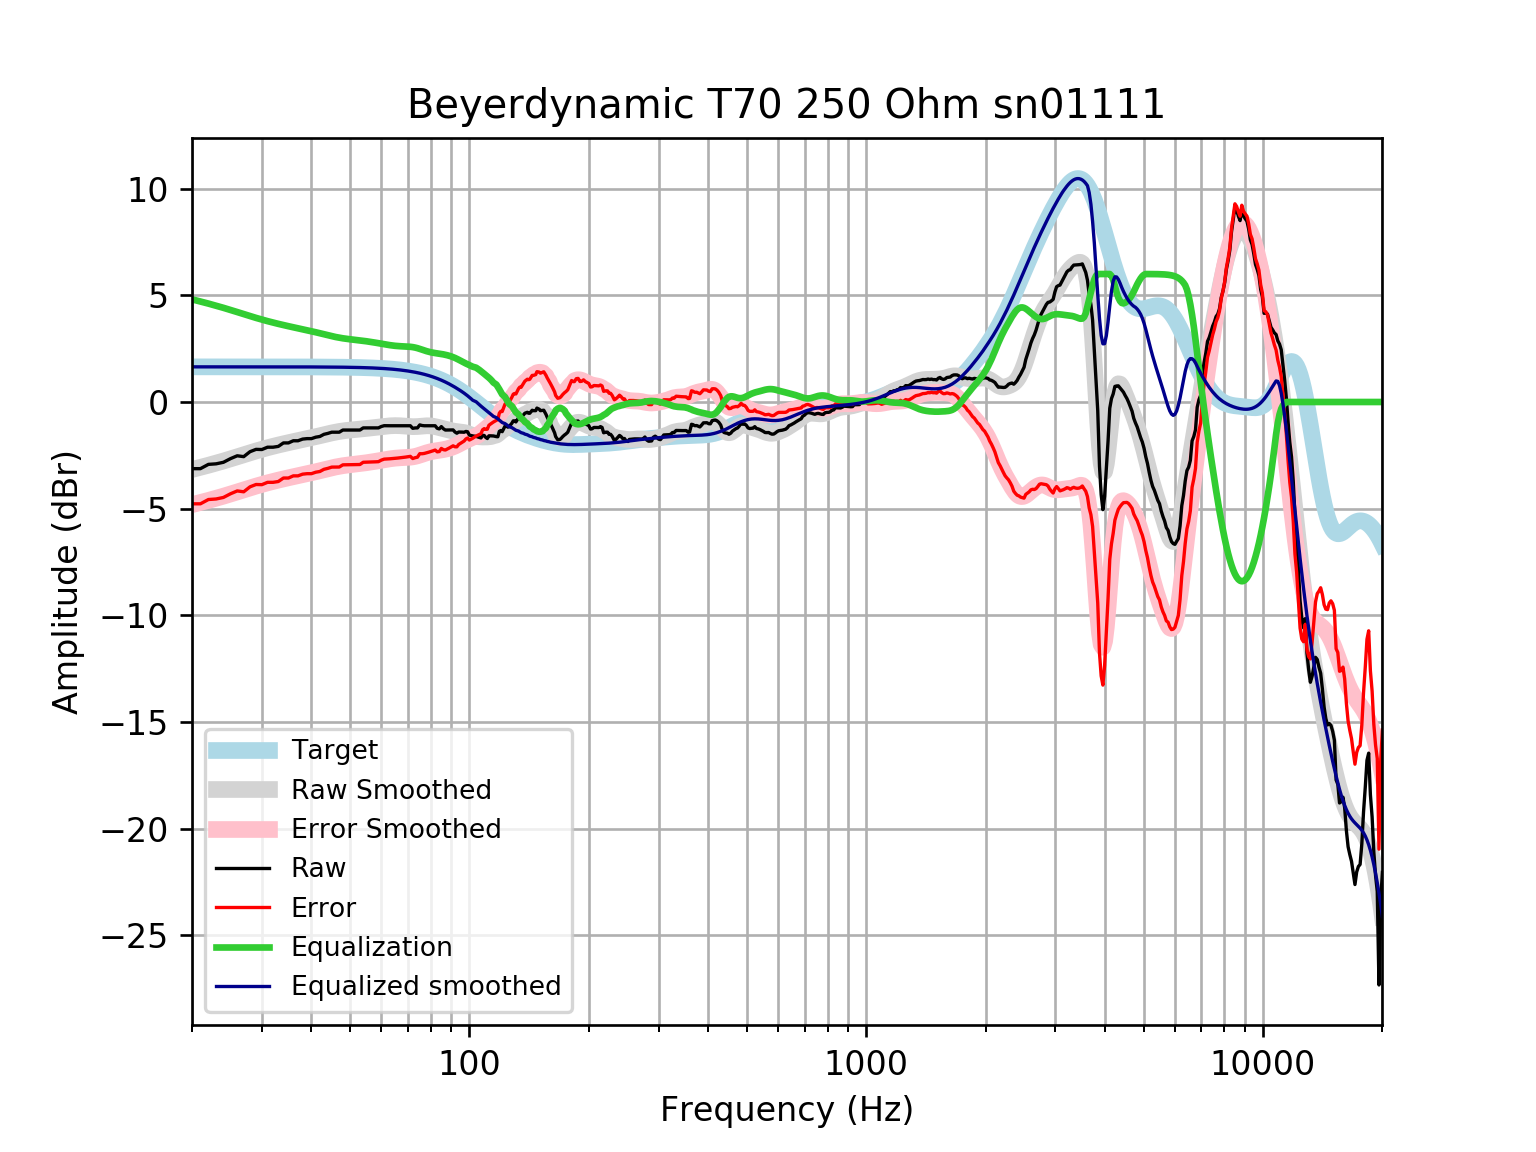 Beyerdynamic T70 250 Ohm sn01111
Amplitude (dBr)
10
5
0
−5
−10
−15
−20
−25
Target
Raw Smoothed
Error Smoothed
Raw
Error
Equalization
Equalized smoothed
100 1000 10000
Frequency (Hz)